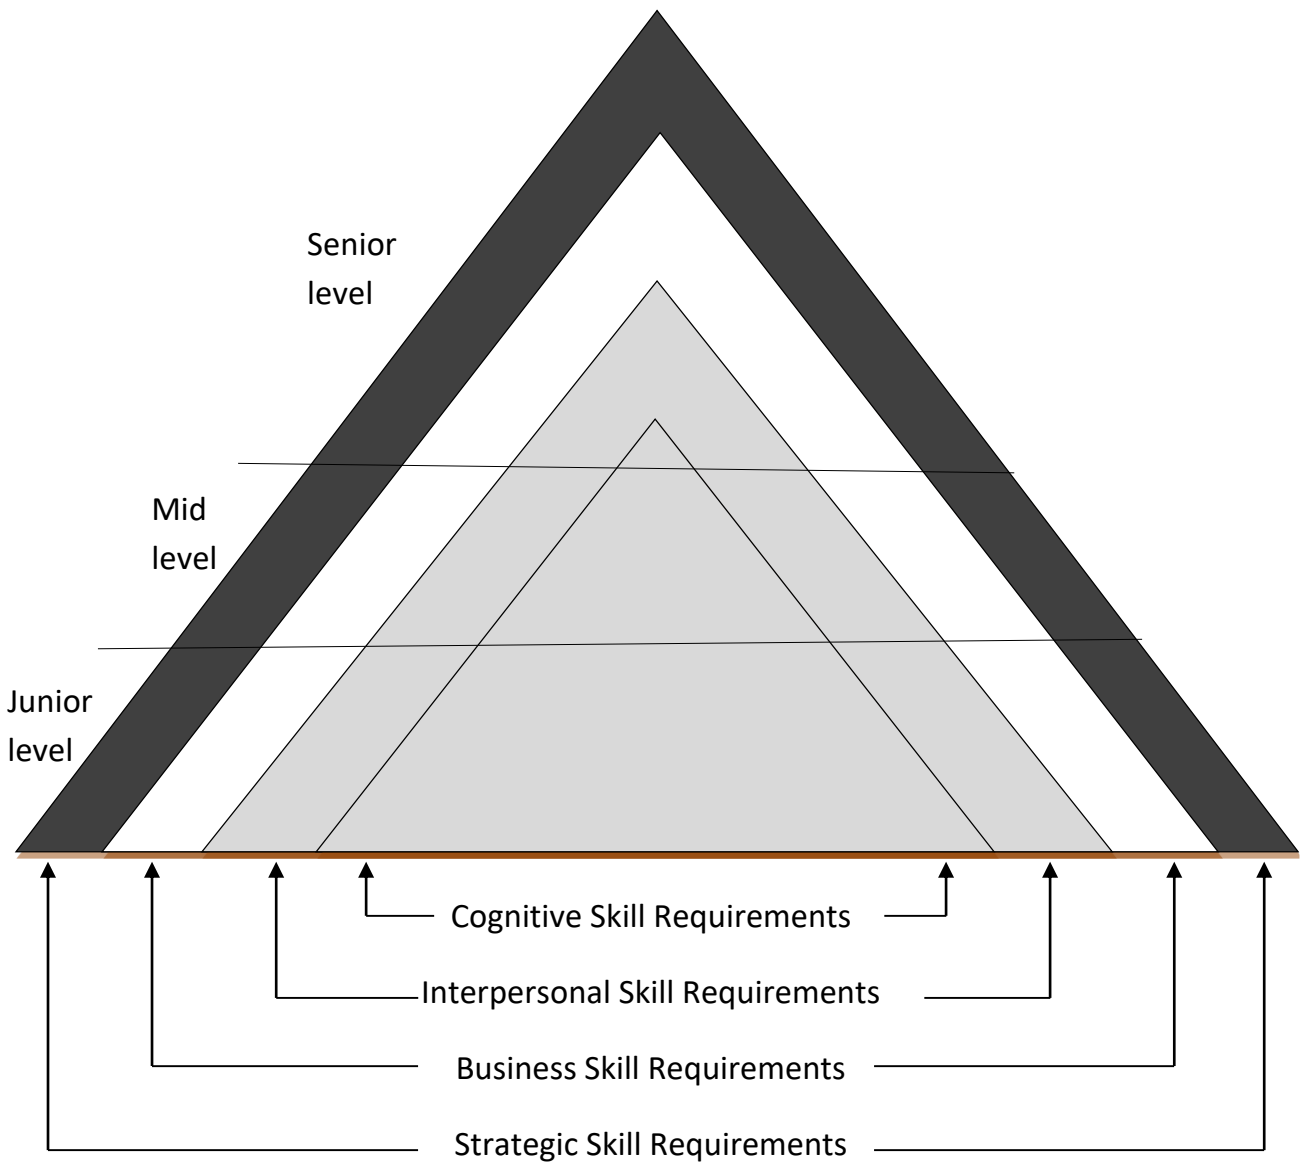 Senior
level
Mid
level
Junior
level
Cognitive Skill Requirements
Interpersonal Skill Requirements
Business Skill Requirements
Strategic Skill Requirements